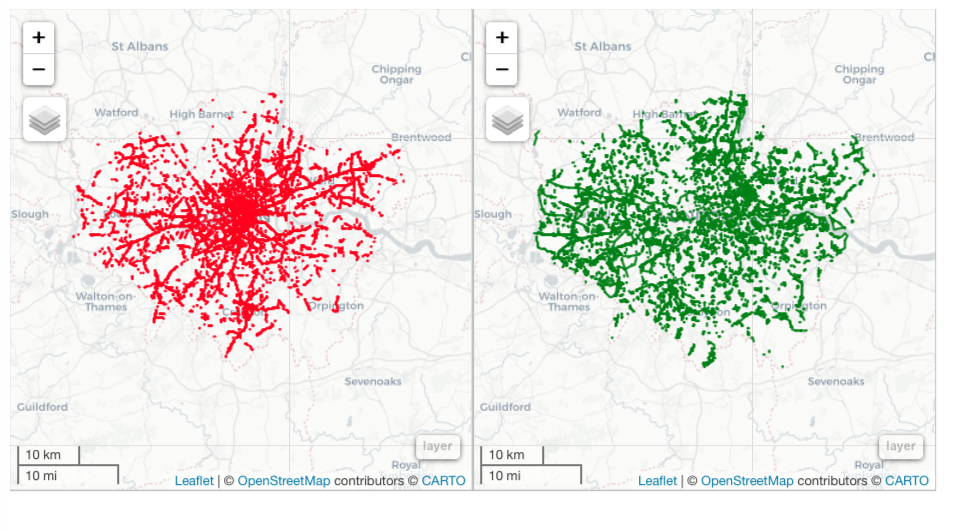 +
−
St Albans
Chipping
Ongar
Watford
High Barnet
Brentwood
Slough
Walton-on-
Thames
Orpington
Sevenoaks
Guildford
Royal
layer
10 km
10 mi
Leaflet | © OpenStreetMap contributors © CARTO
+
−
St Albans
Chipping
Ongar
Watford
High Barnet
Brentwood
Slough
Walton-on-
Thames
Orpington
Sevenoaks
Guildford
Royal
layer
10 km
10 mi
Leaflet | © OpenStreetMap contributors © CARTO